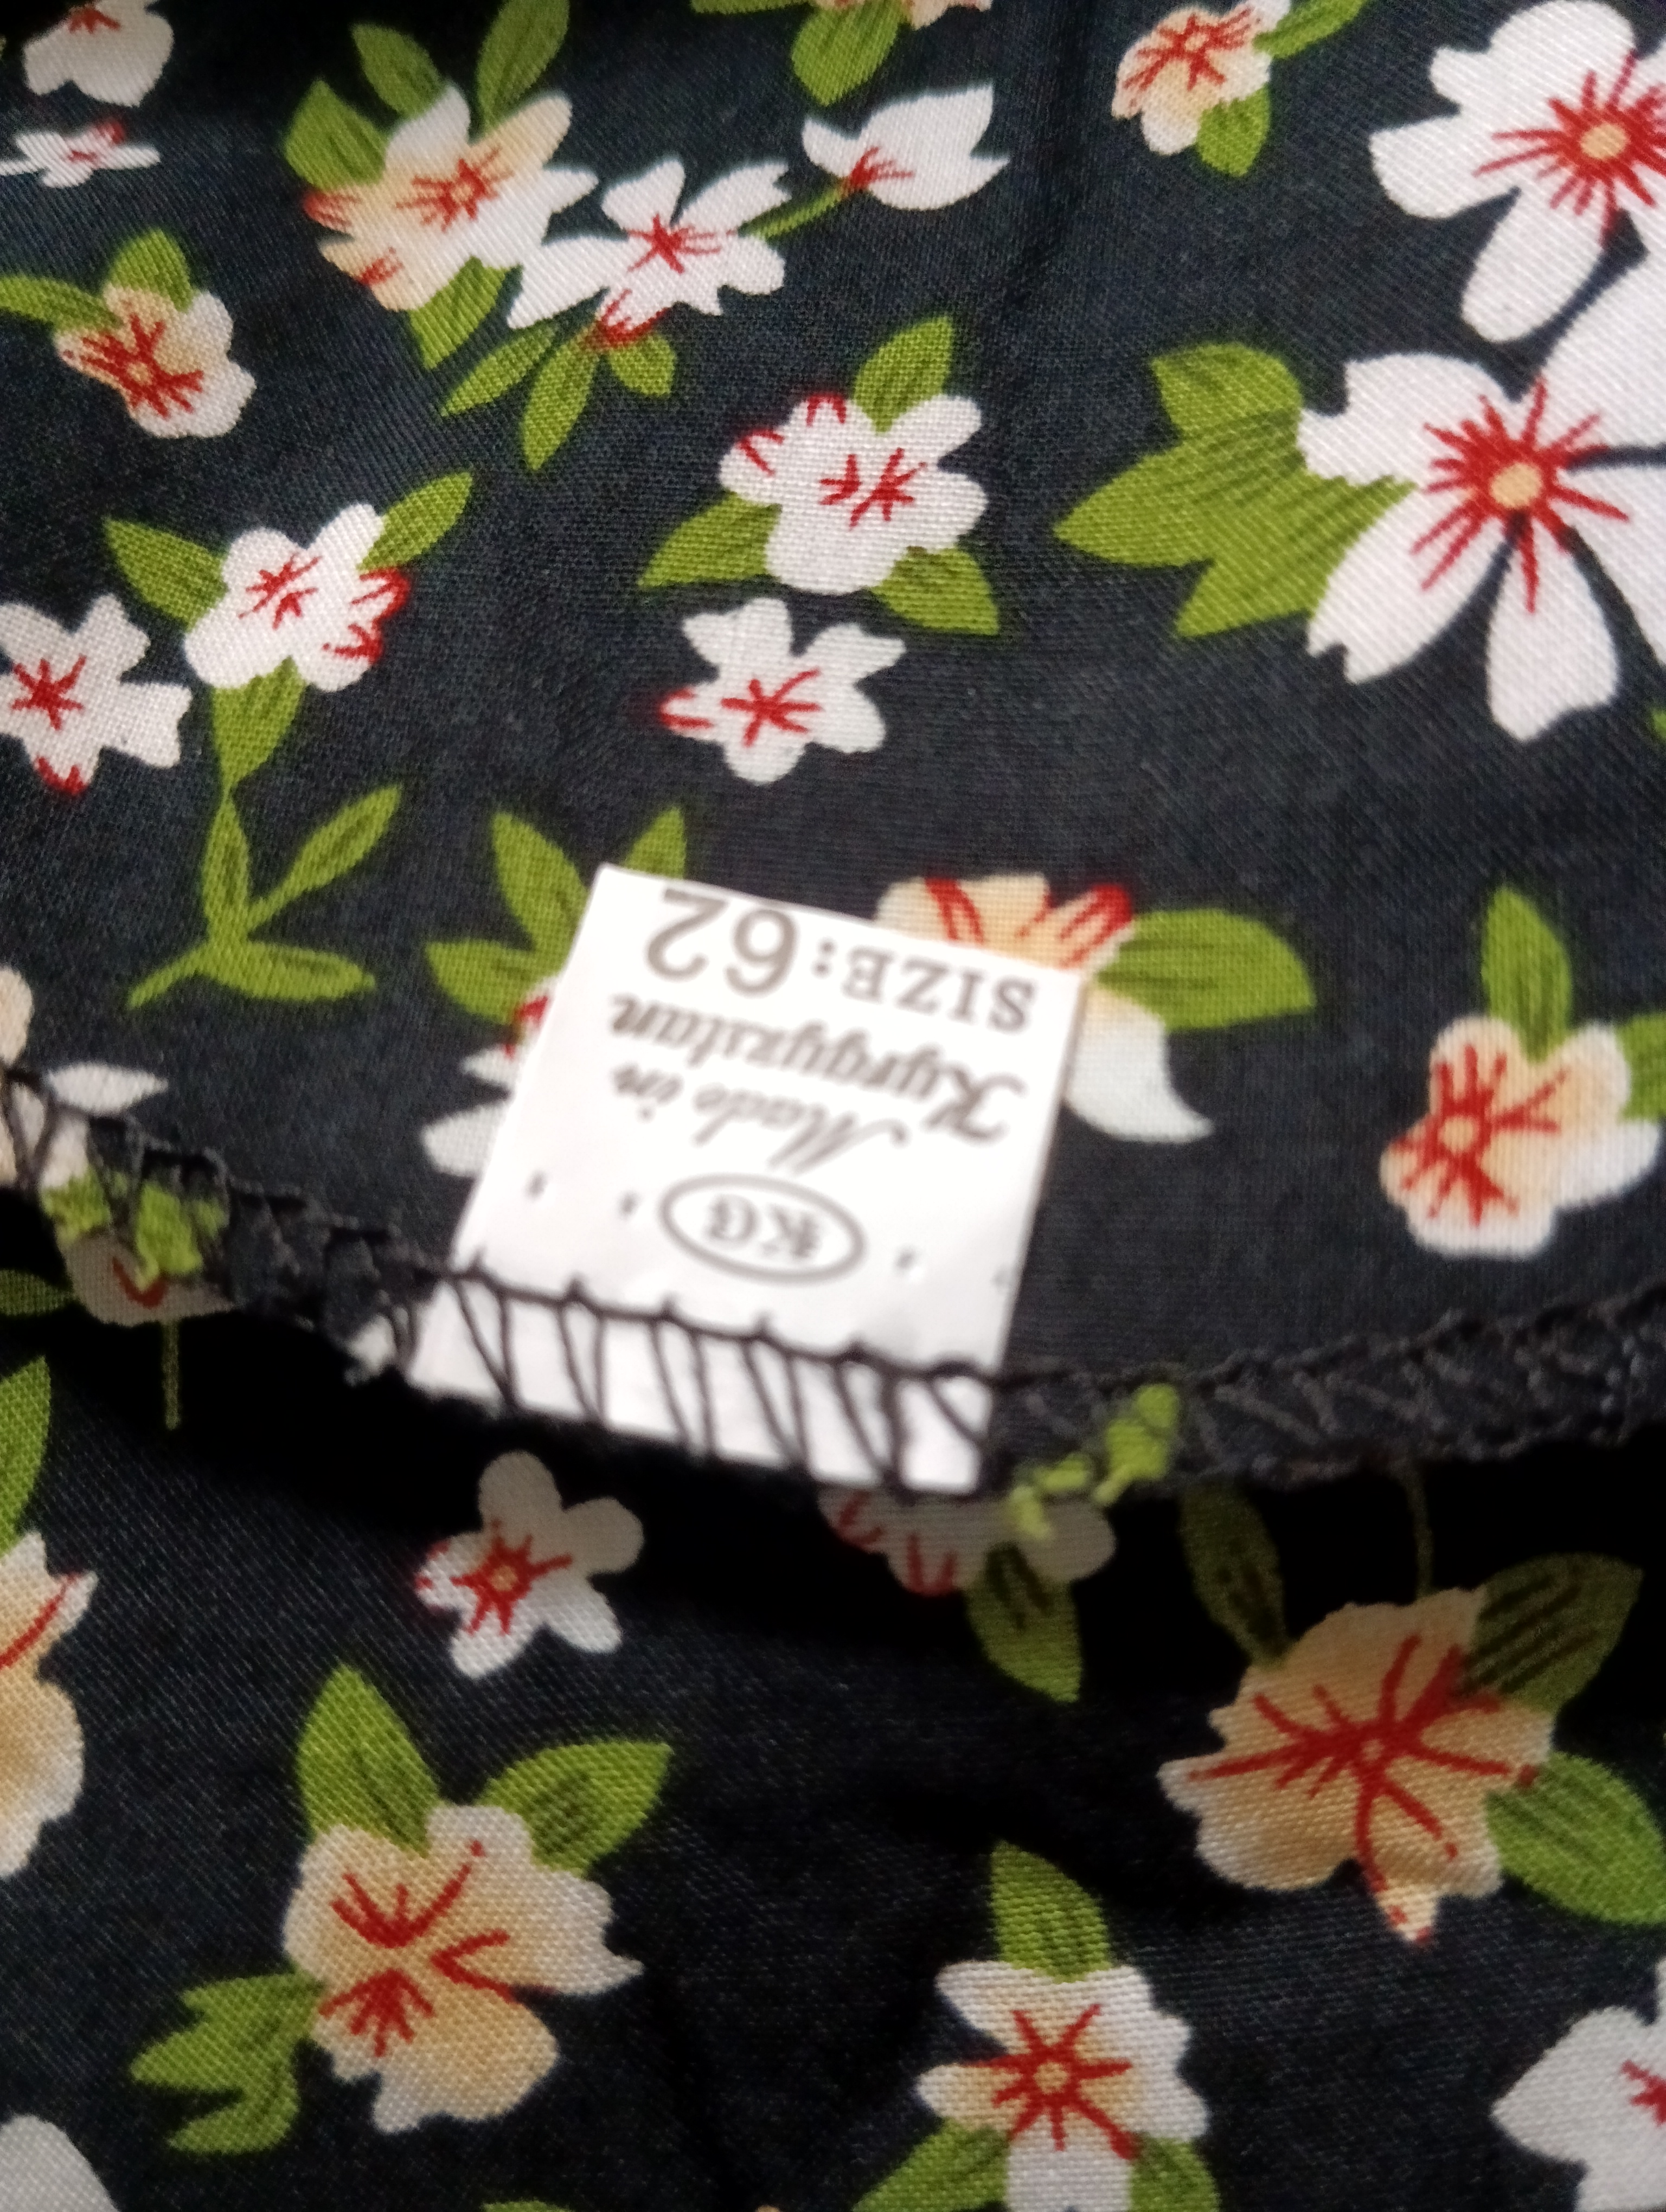 KG
Made in
Kyrgyzstan
SIZE: 62